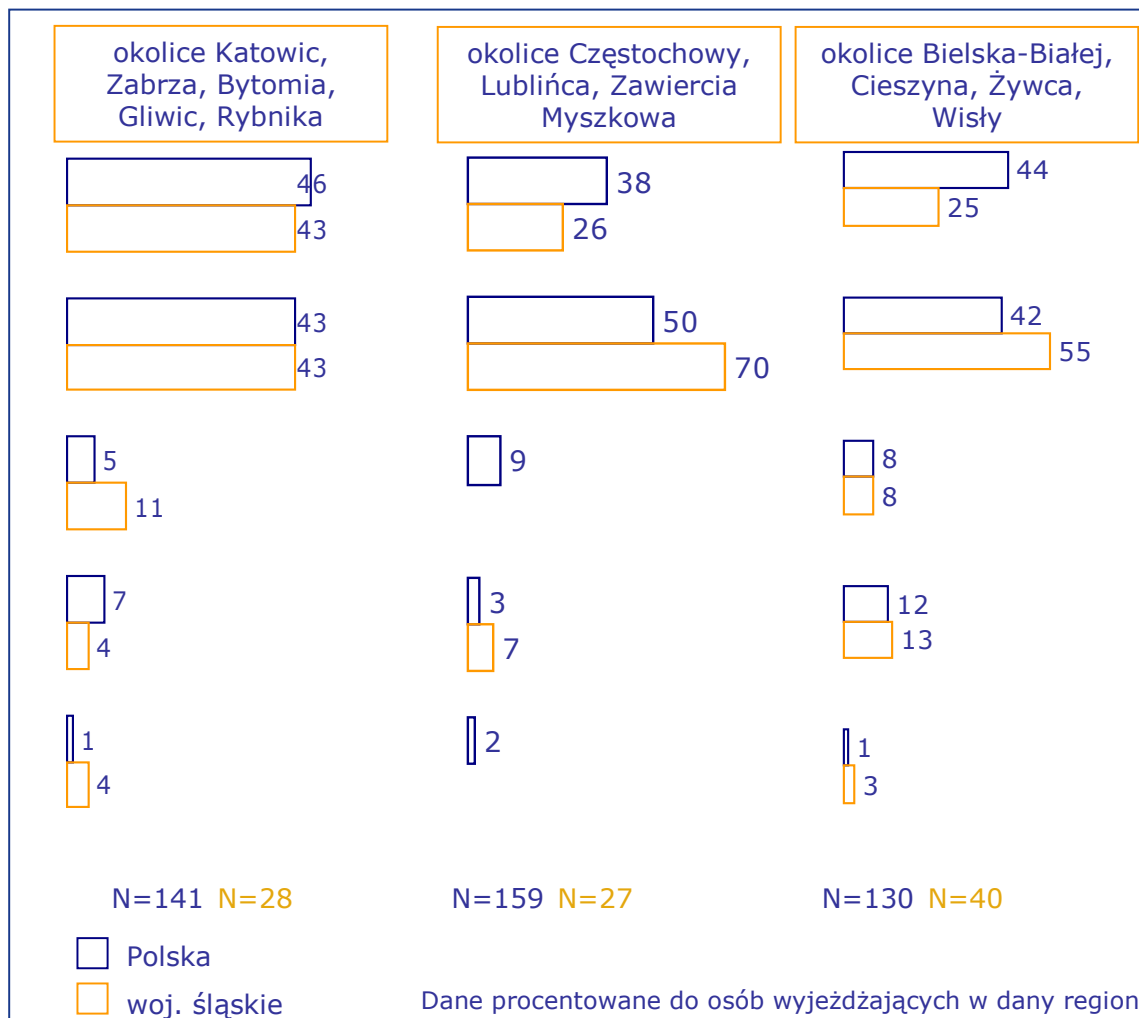 okolice Katowic,
Zabrza, Bytomia,
Gliwic, Rybnika
okolice Częstochowy,
Lublińca, Zawiercia
Myszkowa
okolice Bielska-Białej,
Cieszyna, Żywca,
Wisły
46
43
43
43
5
11
7
4
1
4
38
26
50
70
9
3
7
2
44
25
42
55
8
8
12
13
1
3
N=141 N=28
N=159 N=27
N=130 N=40
Polska
woj. śląskie
Dane procentowane do osób wyjeżdżających w dany region